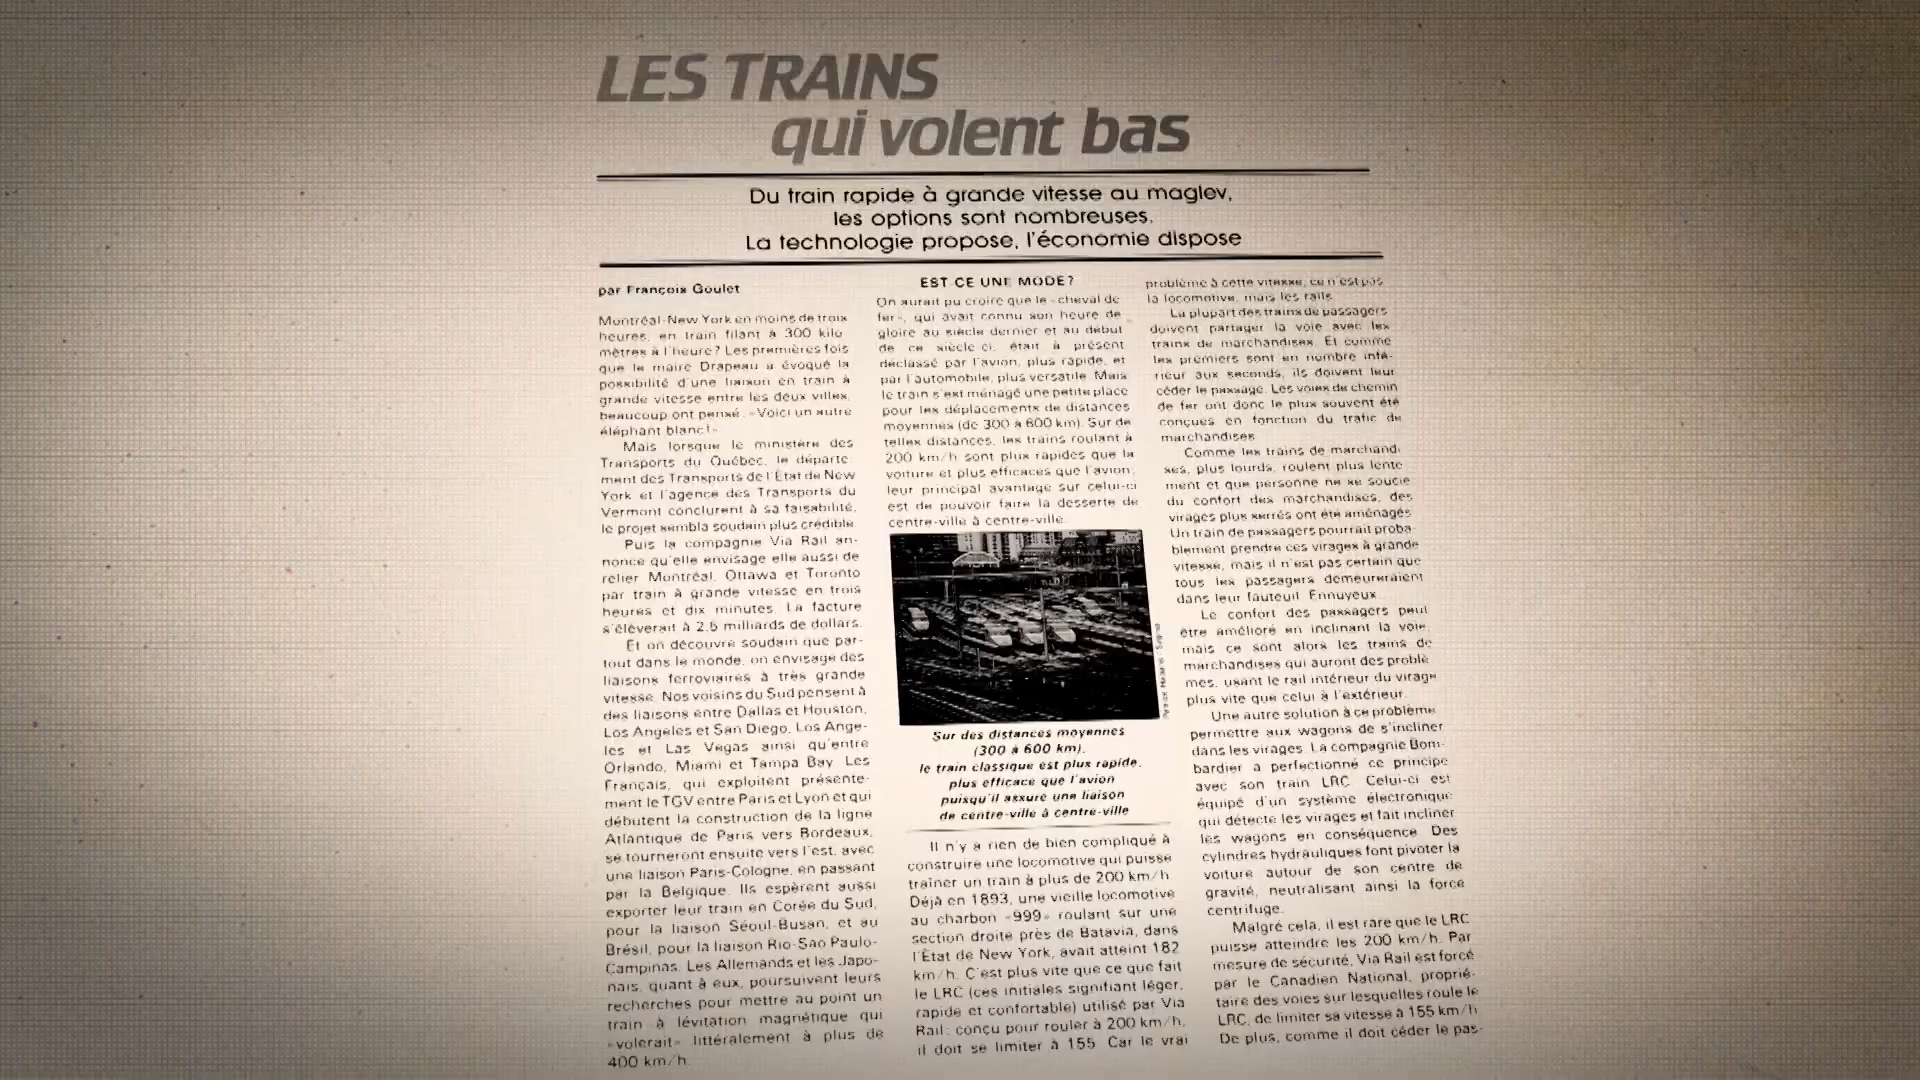 LES TRAINS
qui volent bas
Du train rapide à grande vitesse au maglev,
les options sont nombreuses.
La technologie propose, l'économie dispose
par François Goulet
Montréal-New York en moins de trois
heures, en train filant à 300 kilo-
mètres à l'heure? Les premières fois
que le maire Drapeau a évoqué la
possibilité d'une liaison en train à
grande vitesse entre les deux villes,
beaucoup ont pensé: «Voici un autre
éléphant blanc!»
Mais lorsque le ministère des
Transports du Québec, le départe-
ment des Transports de l'État de New
York et l'agence des Transports du
Vermont conclurent à sa faisabilité,
le projet sembla soudain plus crédible.
Puis la compagnie Via Rail an-
nonce qu'elle envisage elle aussi de
relier Montréal, Ottawa et Toronto
par train à grande vitesse en trois
heures et dix minutes. La facture
s'élèverait à 2,5 milliards de dollars.
Et on découvre soudain que par-
tout dans le monde, on envisage des
liaisons ferroviaires à très grande
vitesse. Nos voisins du Sud pensent à
des liaisons entre Dallas et Houston,
Los Angeles et San Diego, Los Ange-
les et Las Vegas ainsi qu'entre
Orlando, Miami et Tampa Bay. Les
Français, qui exploitent présente-
ment le TGV entre Paris et Lyon et qui
débutent la construction de la ligne
Atlantique de Paris vers Bordeaux,
se tourneront ensuite vers l'est, avec
une liaison Paris-Cologne, en passant
par la Belgique. Ils espèrent aussi
exporter leur train en Corée du Sud,
pour la liaison Séoul-Busan, et au
Brésil, pour la liaison Rio-Sao Paulo-
Campinas. Les Allemands et les Japo-
nais, quant à eux, poursuivent leurs
recherches pour mettre au point un
train à lévitation magnétique qui
«volerait» littéralement à plus de
400 km/h.
EST CE UNE MODE?
On aurait pu croire que le «cheval de
fer», qui avait connu son heure de
gloire au siècle dernier et au début
de ce siècle-ci, était à présent
déclassé par l'avion, plus rapide, et
par l'automobile, plus versatile. Mais
le train s'est ménagé une petite place
pour les déplacements de distances
moyennes (de 300 à 600 km). Sur de
telles distances, les trains roulant à
200 km/h sont plus rapides que la
voiture et plus efficaces que l'avion,
leur principal avantage sur celui-ci
est de pouvoir faire la desserte de
centre-ville à centre-ville.
Sur des distances moyennes
(300 à 600 km),
le train classique est plus rapide,
plus efficace que l'avion
puisqu'il assure une liaison
de centre-ville à centre-ville
Il n'y a rien de bien compliqué à
construire une locomotive qui puisse
traîner un train à plus de 200 km/h.
Déjà en 1893, une vieille locomotive
au charbon «999» roulant sur une
section droite près de Batavia, dans
l'État de New York, avait atteint 182
km/h. C'est plus vite que ce que fait
le LRC (ces initiales signifiant léger,
rapide et confortable) utilisé par Via
Rail: conçu pour rouler à 200 km/h,
il doit se limiter à 155. Car le vrai
problème à cette vitesse, ce n'est pas
la locomotive, mais les rails.
La plupart des trains de passagers
doivent partager la voie avec les
trains de marchandises. Et comme
les premiers sont en nombre infé-
rieur aux seconds, ils doivent leur
céder le passage. Les voies de chemin
de fer ont donc le plus souvent été
conçues en fonction du trafic de
marchandises.
Comme les trains de marchandi-
ses, plus lourds, roulent plus lente-
ment et que personne ne se soucie
du confort des marchandises, des
virages plus serrés ont été aménagés.
Un train de passagers pourrait proba-
blement prendre ces virages à grande
vitesse, mais il n'est pas certain que
tous les passagers demeureraient
dans leur fauteuil. Ennuyeux...
Le confort des passagers peut
être amélioré en inclinant la voie,
mais ce sont alors les trains de
marchandises qui auront des problè-
mes, usant le rail intérieur du virage
plus vite que celui à l'extérieur.
Une autre solution à ce problème:
permettre aux wagons de s'incliner
dans les virages. La compagnie Bom-
bardier a perfectionné ce principe
avec son train LRC. Celui-ci est
équipé d'un système électronique
qui détecte les virages et fait incliner
les wagons en conséquence. Des
cylindres hydrauliques font pivoter la
voiture autour de son centre de
gravité, neutralisant ainsi la force
centrifuge.
Malgré cela, il est rare que le LRC
puisse atteindre les 200 km/h. Par
mesure de sécurité, Via Rail est forcé
par le Canadien National, proprié-
taire des voies sur lesquelles roule le
LRC, de limiter sa vitesse à 155 km/h.
De plus, comme il doit céder le pas-